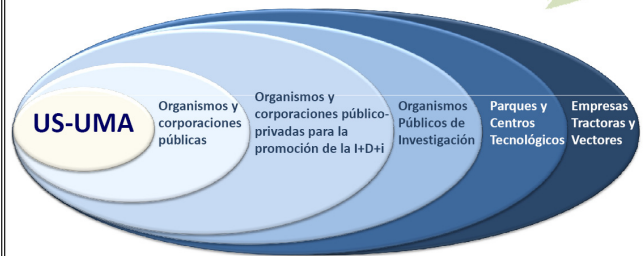 US-UMA
Organismos y
corporaciones
públicas
Organismos y
corporaciones público-
privadas para la
promoción de la I+D+i
Organismos
Públicos de
Investigación
Parques y
Centros
Tecnológicos
Empresas
Tractoras y
Vectores